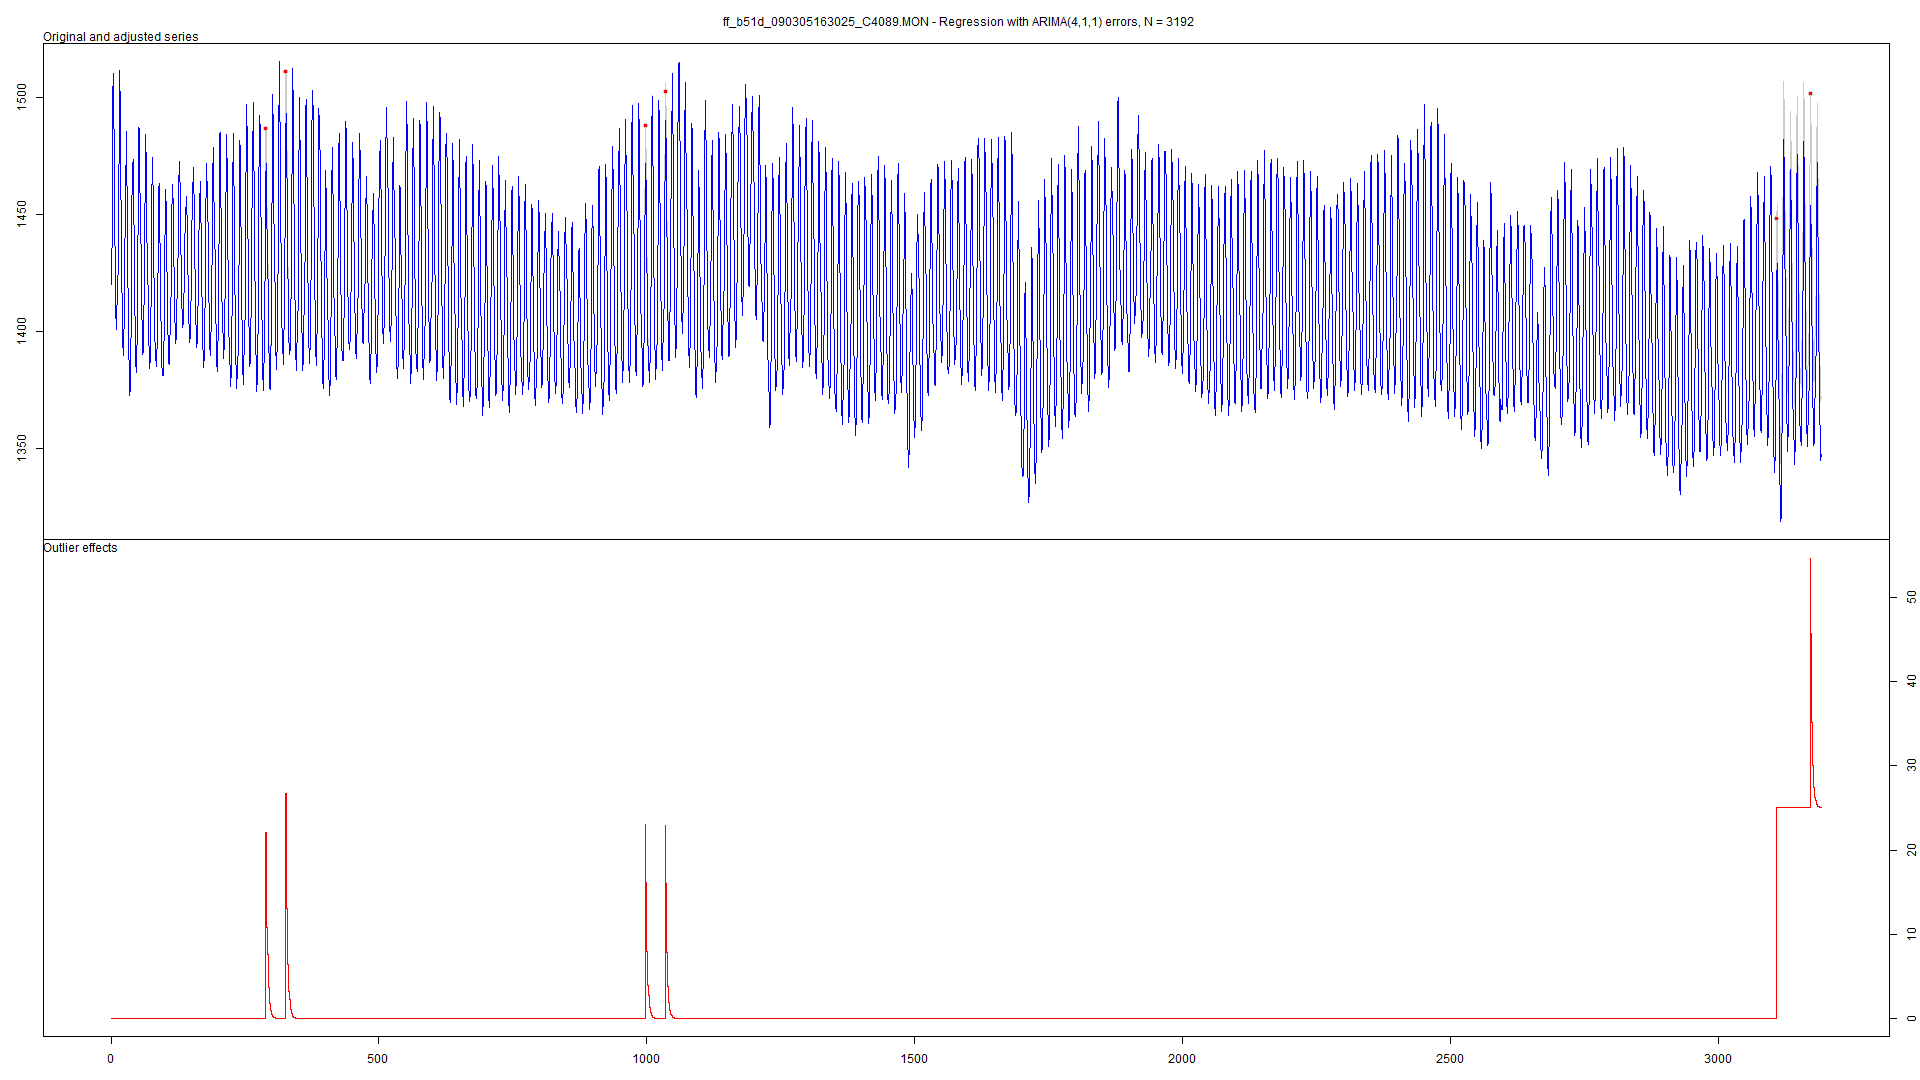 ff_b51d_090305163025_C4089.MON - Regression with ARIMA(4,1,1) errors, N = 3192
Original and adjusted series
1500
1450
1400
1350
Outlier effects
50
40
30
20
10
0
0 500 1000 1500 2000 2500 3000